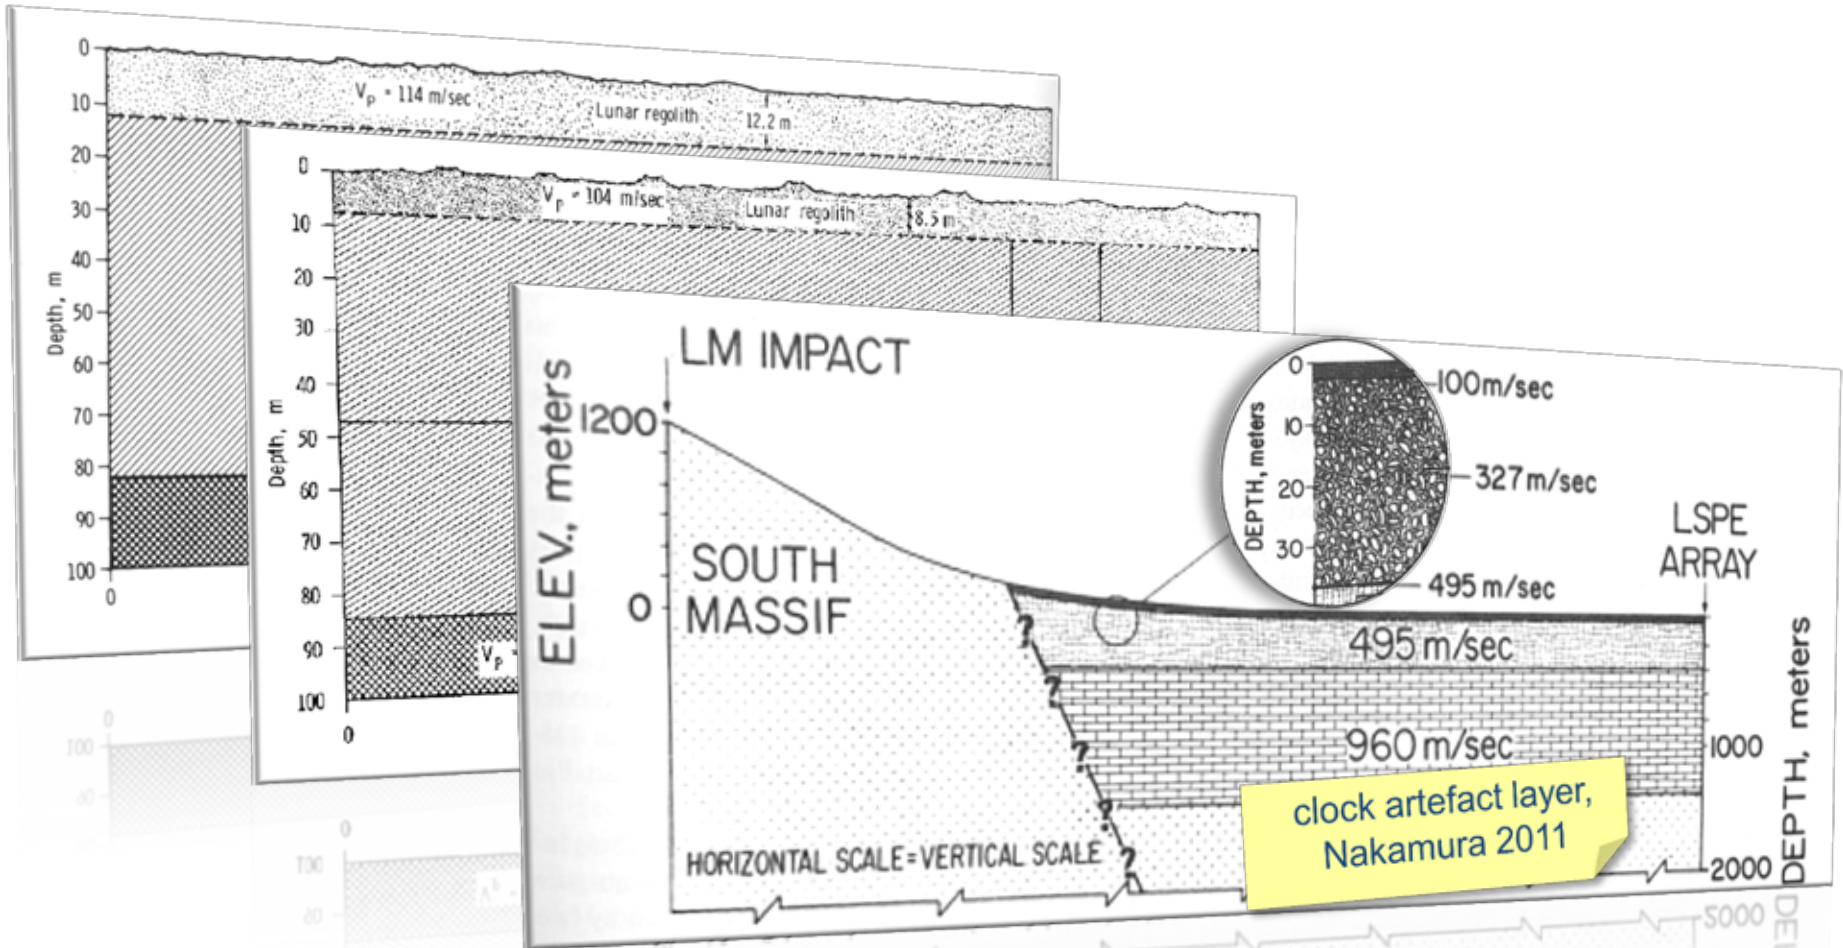 0
10
20
30
40
50
60
70
80
90
100
Depth, m
0
Vp = 114 m/sec
Lunar regolith
12.2 m
0
10
20
30
40
50
60
70
80
90
100
Depth, m
0
Vp = 104 m/sec
Lunar regolith
8.5 m
Vp =
LM IMPACT
ELEV., meters
1200
0
SOUTH
MASSIF
HORIZONTAL SCALE = VERTICAL SCALE
?
?
?
?
?
0
10
20
30
DEPTH, meters
100m/sec
327m/sec
495m/sec
LSPE
ARRAY
495m/sec
960m/sec
1000
2000
DEPTH, meters
clock artefact layer,
Nakamura 2011